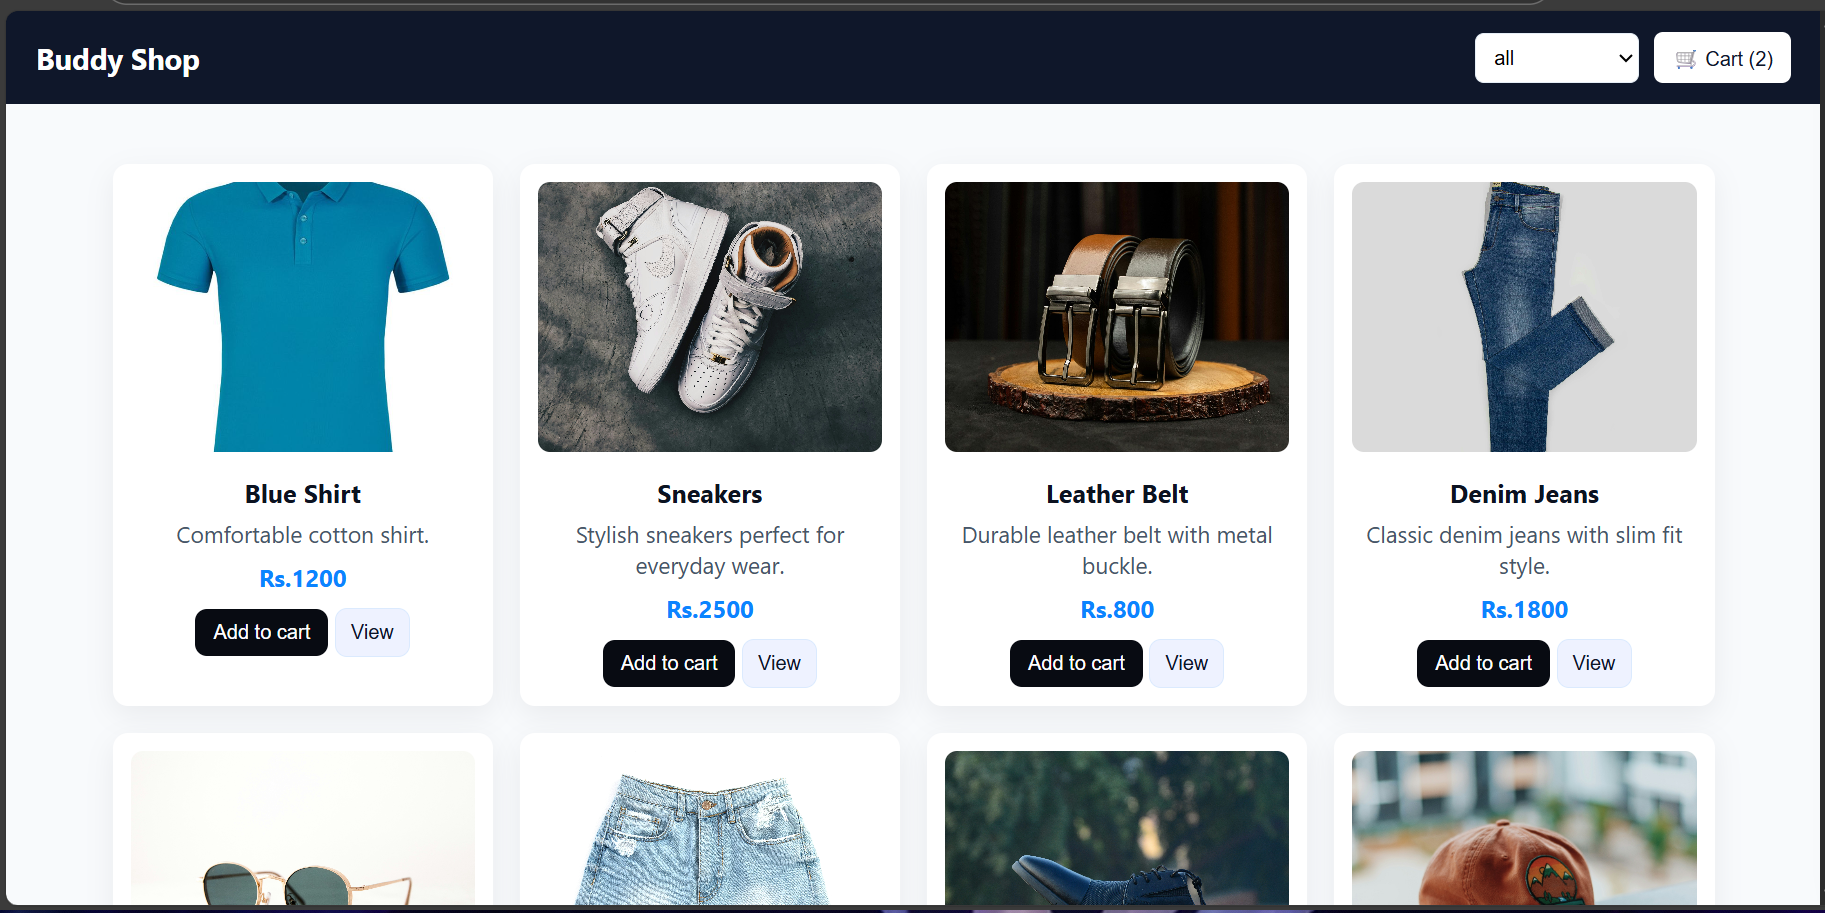 Buddy Shop
all
Cart (2)
Blue Shirt
Comfortable cotton shirt.
Rs.1200
Add to cart
View
Sneakers
Stylish sneakers perfect for
everyday wear.
Rs.2500
Add to cart
View
Leather Belt
Durable leather belt with metal
buckle.
Rs.800
Add to cart
View
Denim Jeans
Classic denim jeans with slim fit
style.
Rs.1800
Add to cart
View